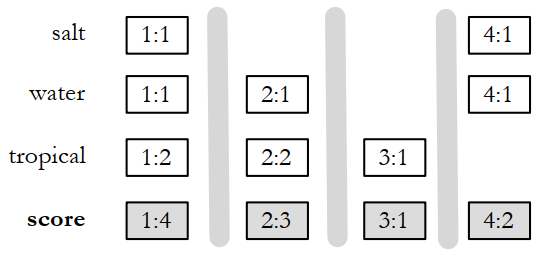 salt 1:1 4:1
water 1:1 2:1 4:1
tropical 1:2 2:2 3:1
score 1:4 2:3 3:1 4:2